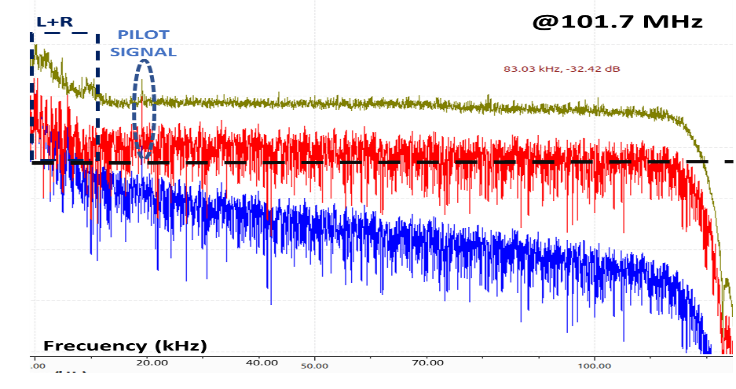 L+R
PILOT
SIGNAL
@101.7 MHz
83.03 kHz, -32.42 dB
Frecuency (kHz)
.00 20.00 40.00 50.00 70.00 100.00